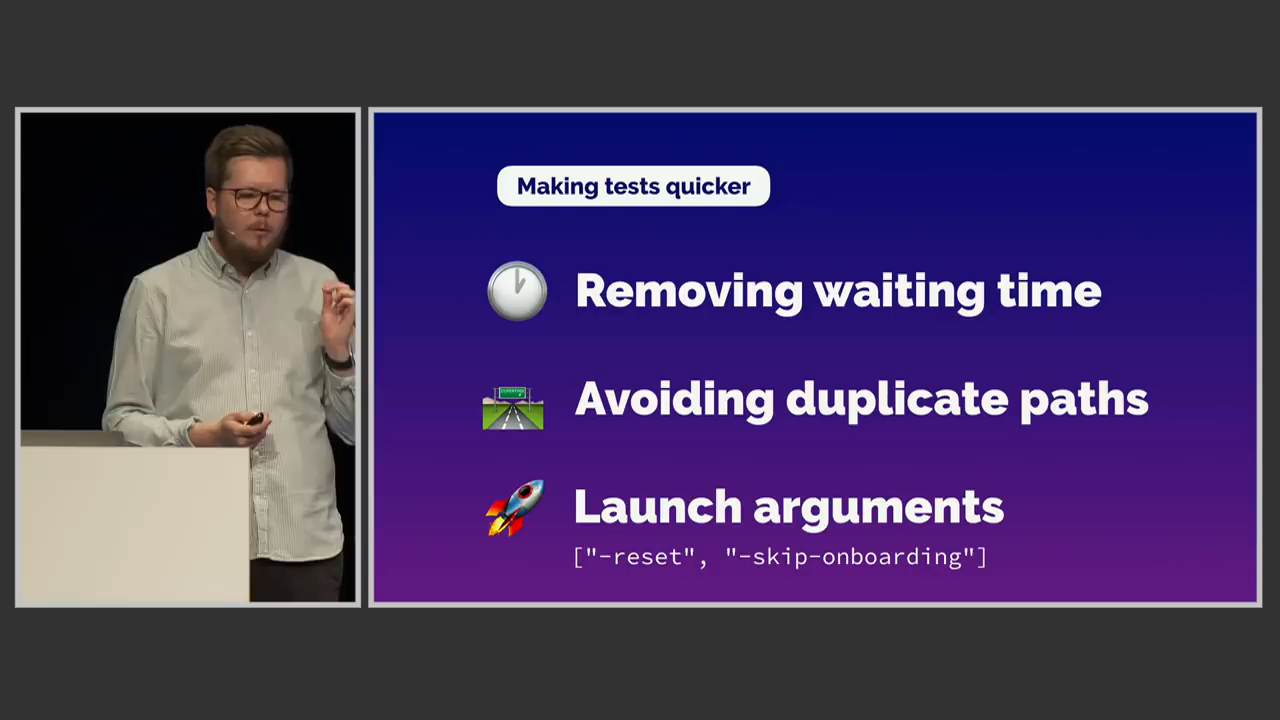 Making tests quicker
Removing waiting time
Avoiding duplicate paths
Launch arguments
["-reset", "-skip-onboarding"]